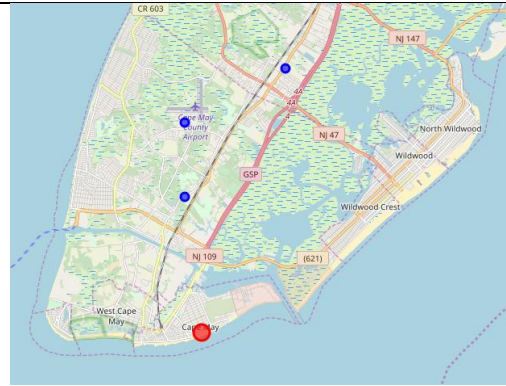 CR 603
NJ 147
4A
4A
4
Cape May
County
Airport
NJ 47
North Wildwood
Wildwood
GSP
Wildwood Crest
NJ 109
(621)
West Cape
May
Cape May